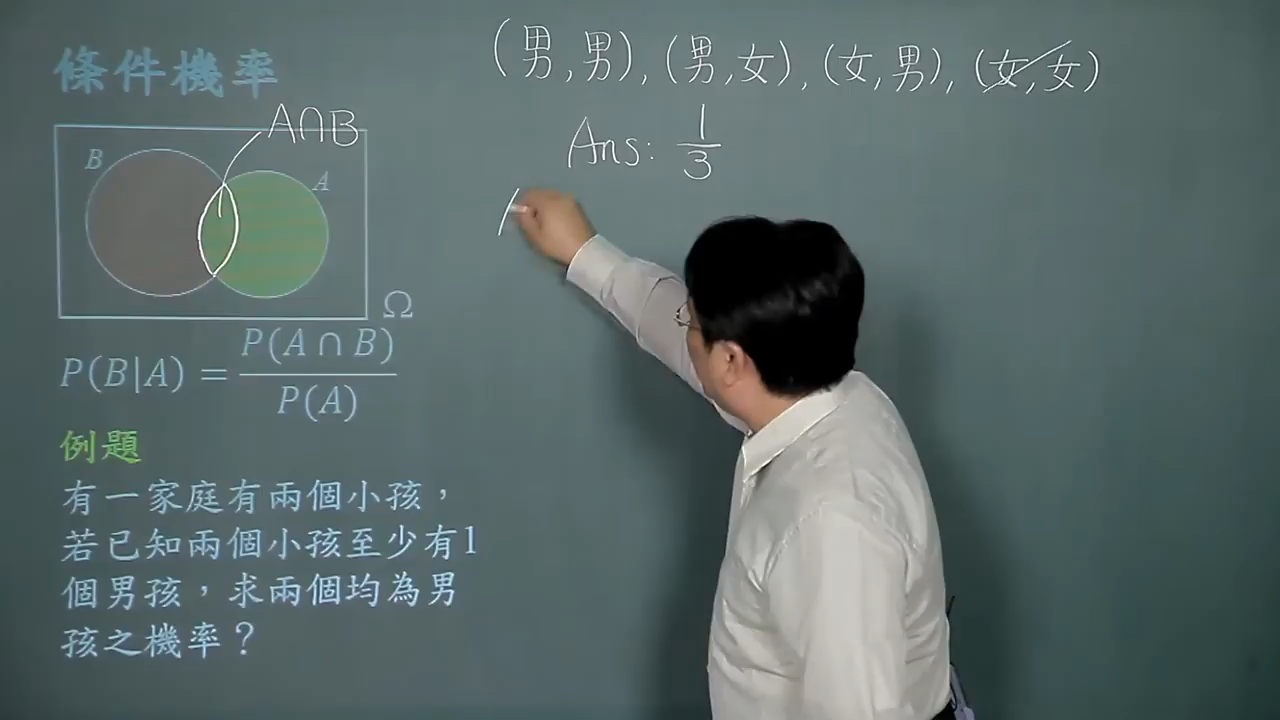 條件機率
B
A
A∩B
Ω
P(B|A) = P(A ∩ B) / P(A)
例題
有一家庭有兩個小孩，
若已知兩個小孩至少有1
個男孩，求兩個均為男
孩之機率？
(男,男),(男,女),(女,男),(女,女)
Ans: 1/3